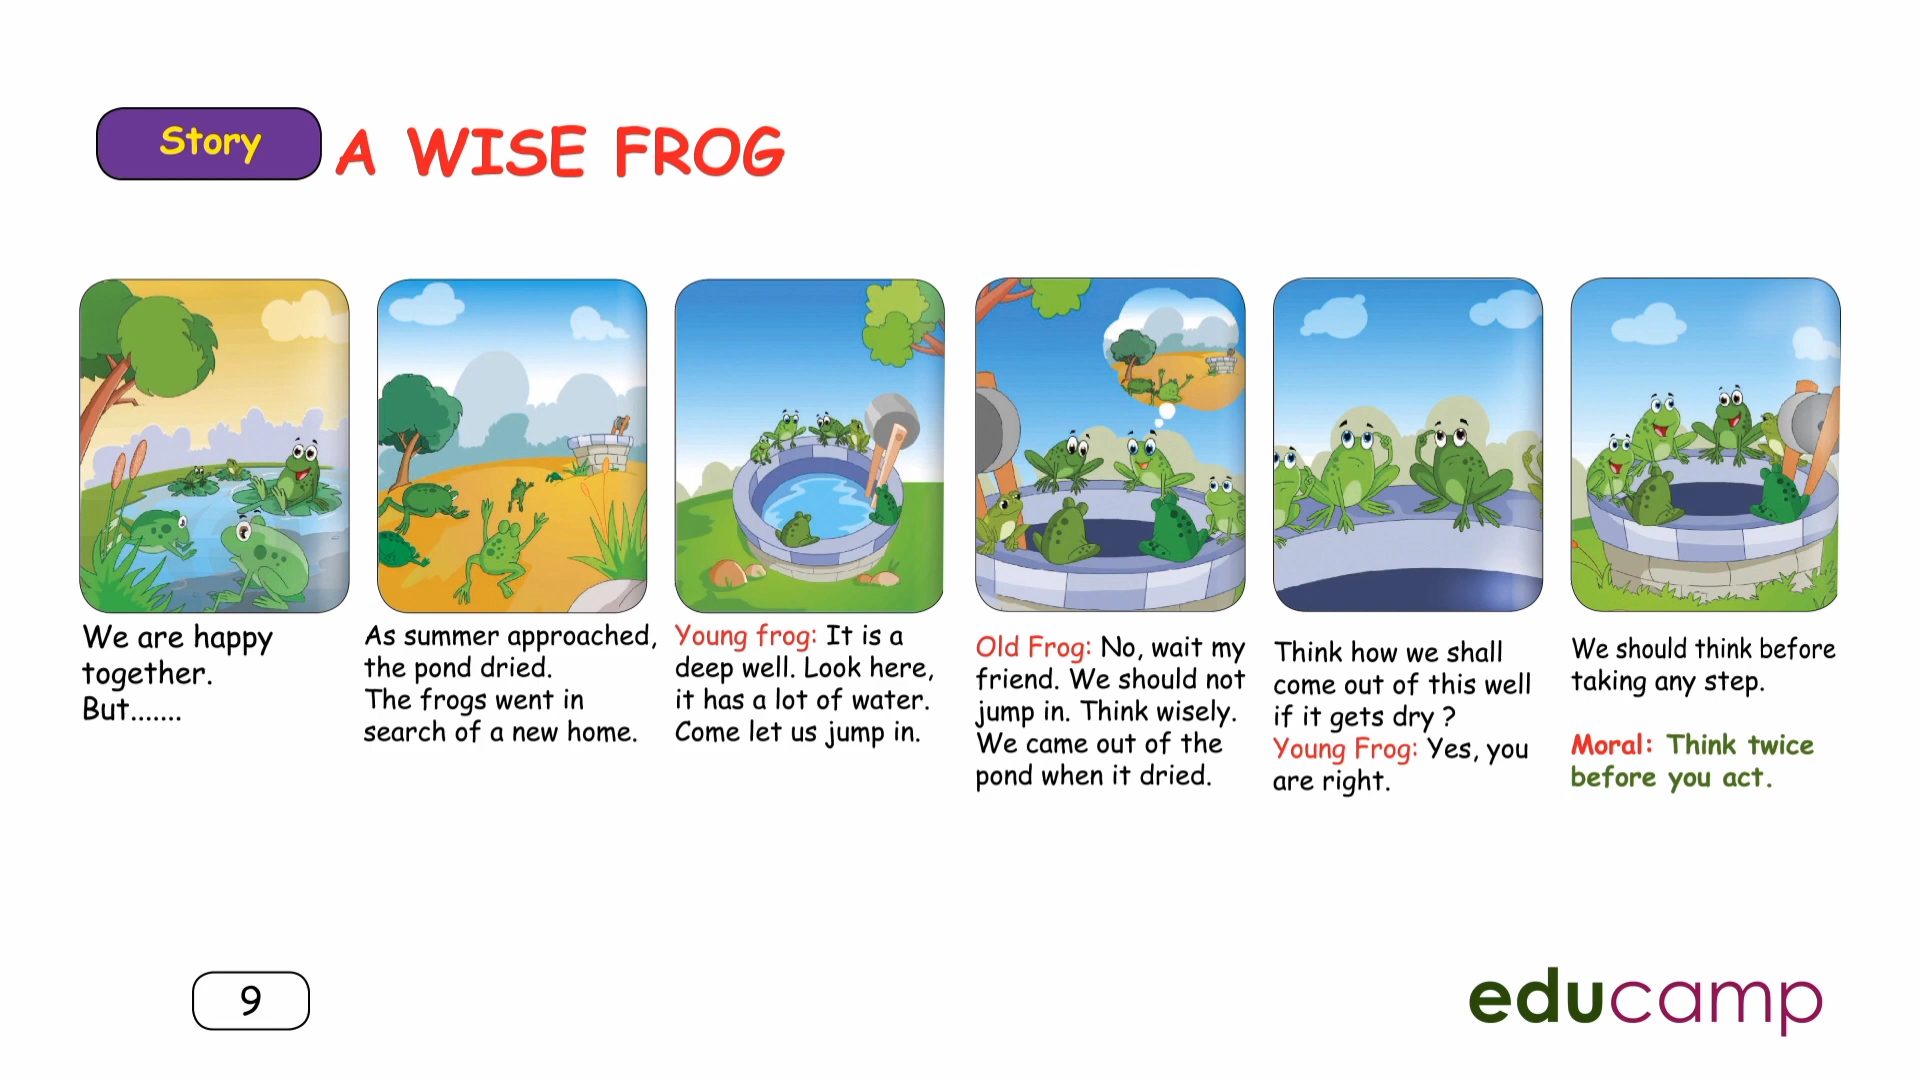 Story
A WISE FROG
We are happy
together.
But.......
As summer approached,
the pond dried.
The frogs went in
search of a new home.
Young frog: It is a
deep well. Look here,
it has a lot of water.
Come let us jump in.
Old Frog: No, wait my
friend. We should not
jump in. Think wisely.
We came out of the
pond when it dried.
Think how we shall
come out of this well
if it gets dry ?
Young Frog: Yes, you
are right.
We should think before
taking any step.
Moral: Think twice
before you act.
9
educamp